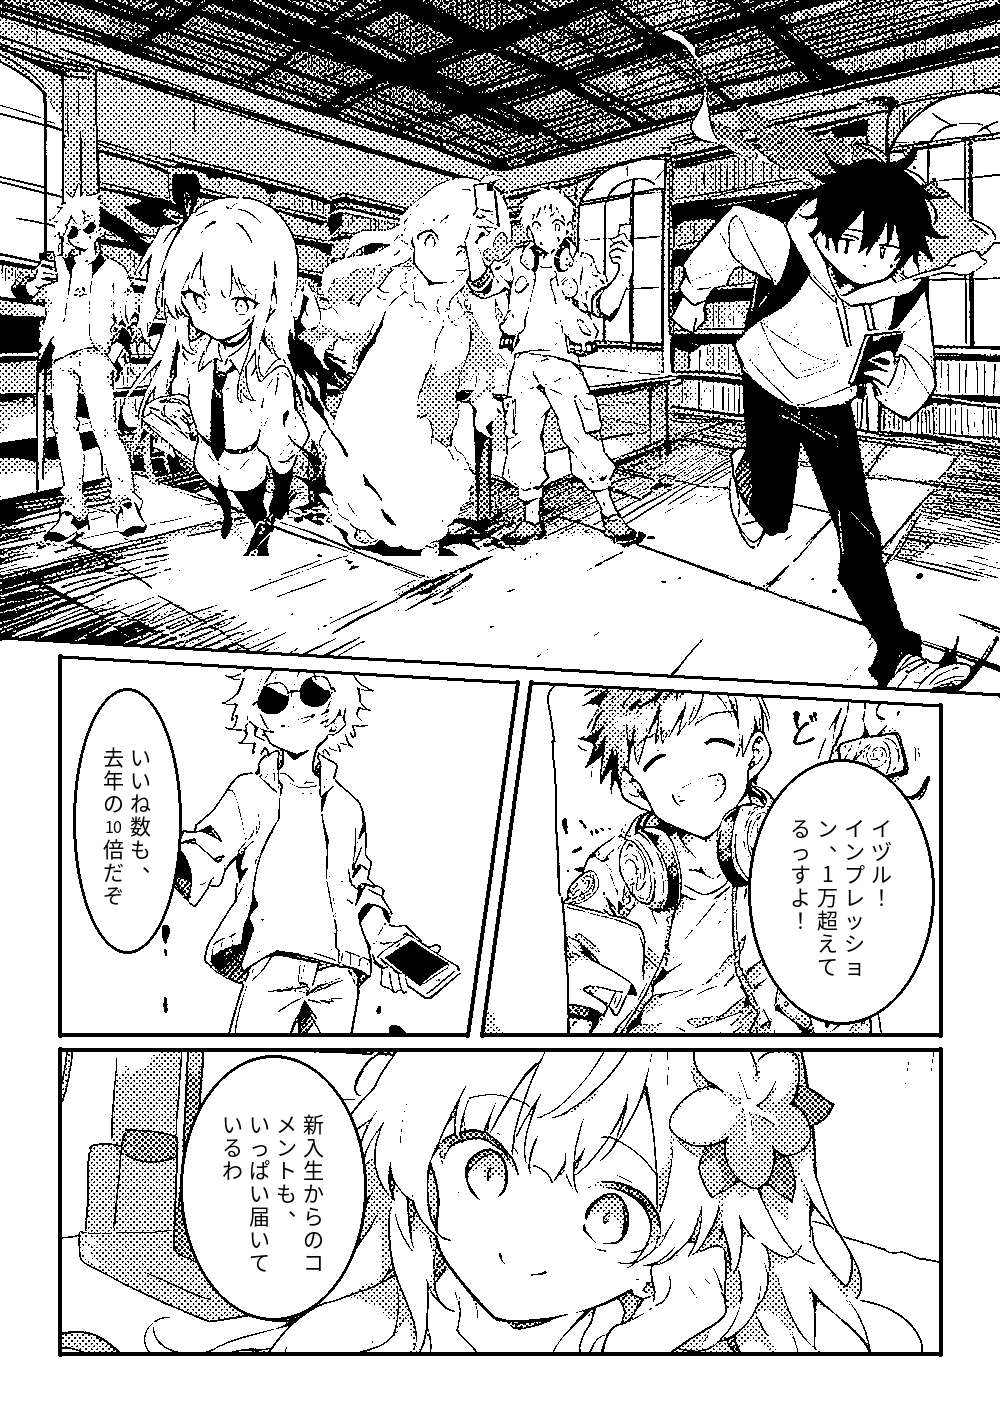 ど
イヅル！
インプレッショ
ン、1万超えて
るっすよ！
いいね数も、
去年の10倍だぞ
新入生からのコ
メントも、
いっぱい届いて
いるわ